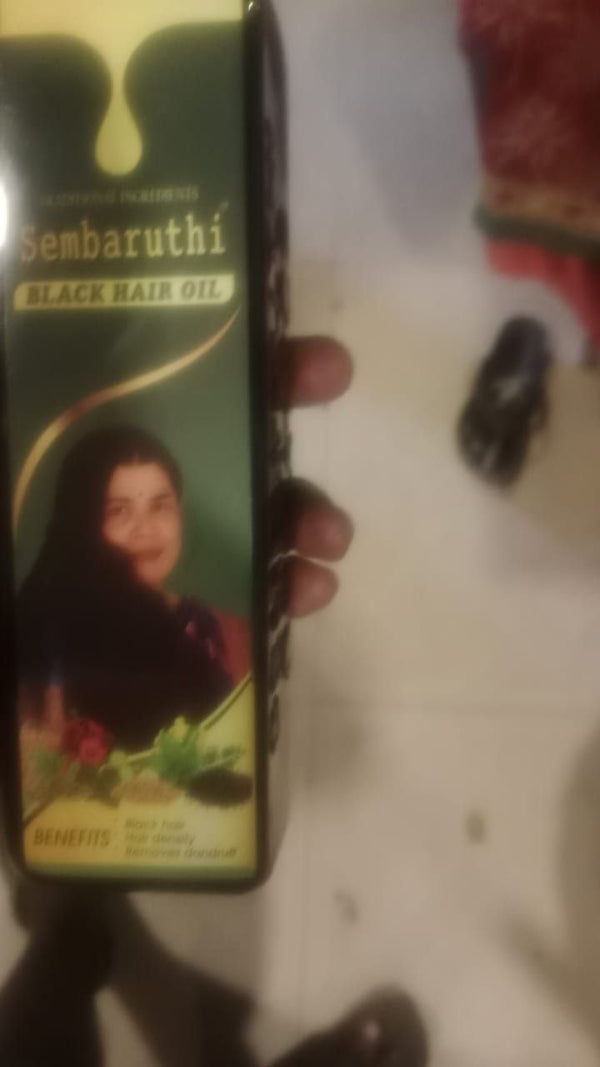 TRADITIONAL INGREDIENTS
Sembaruthi
BLACK HAIR OIL
BENEFITS
Black hair
Hair density
Removes dandruff